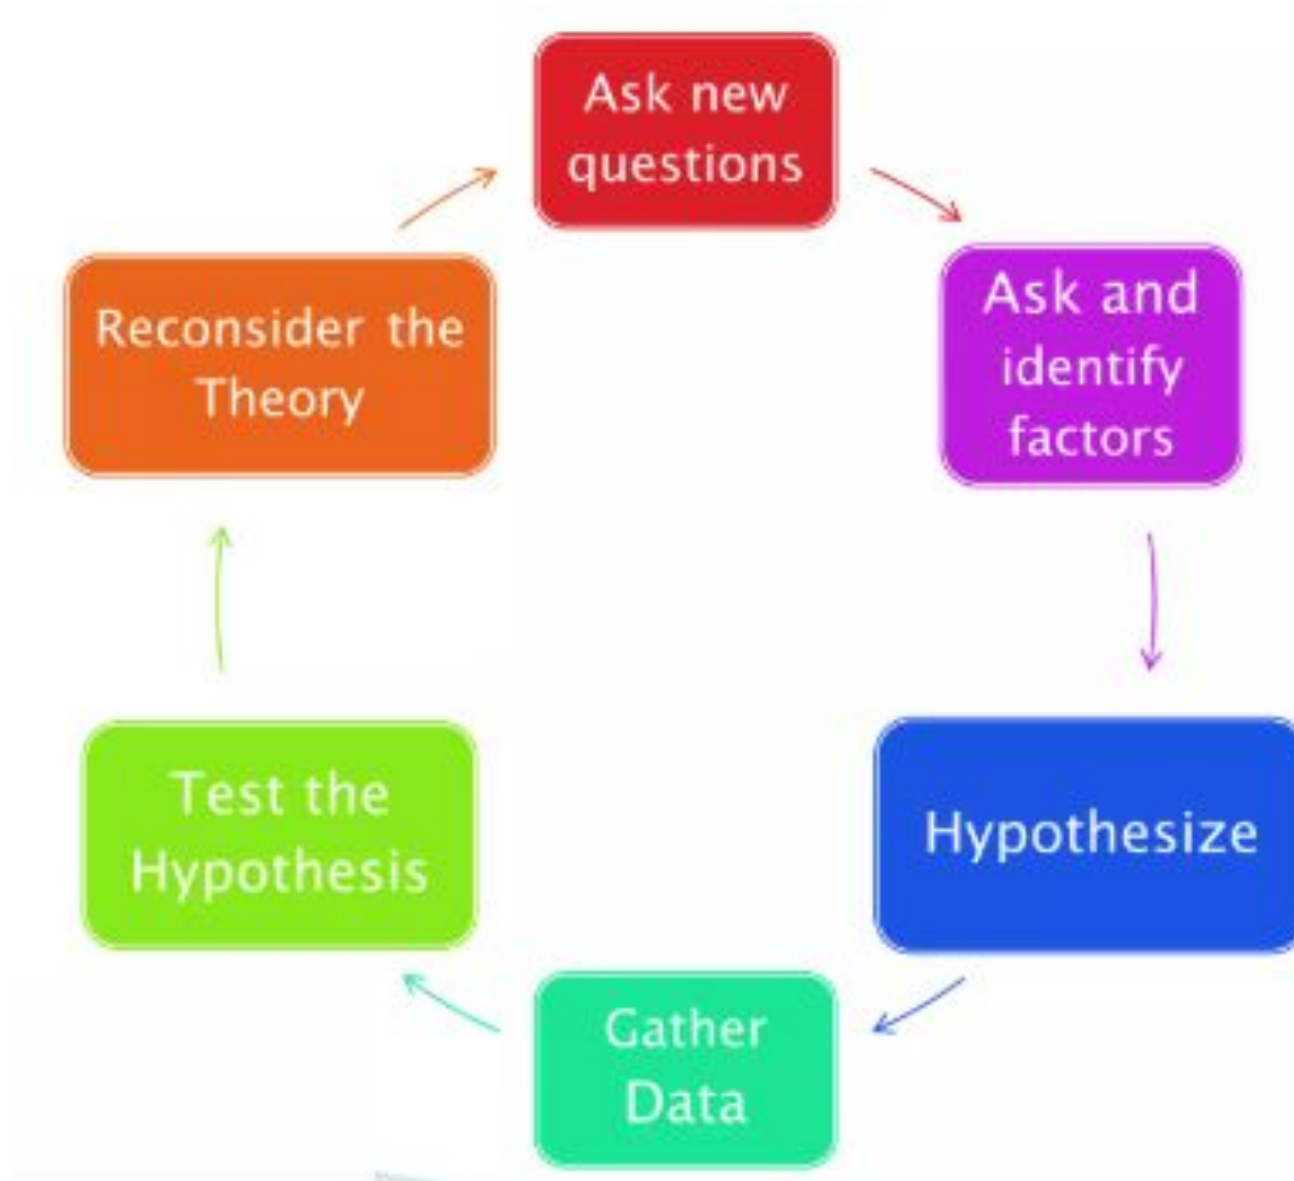 Ask new
questions
Ask and
identify
factors
Hypothesize
Gather
Data
Test the
Hypothesis
Reconsider the
Theory